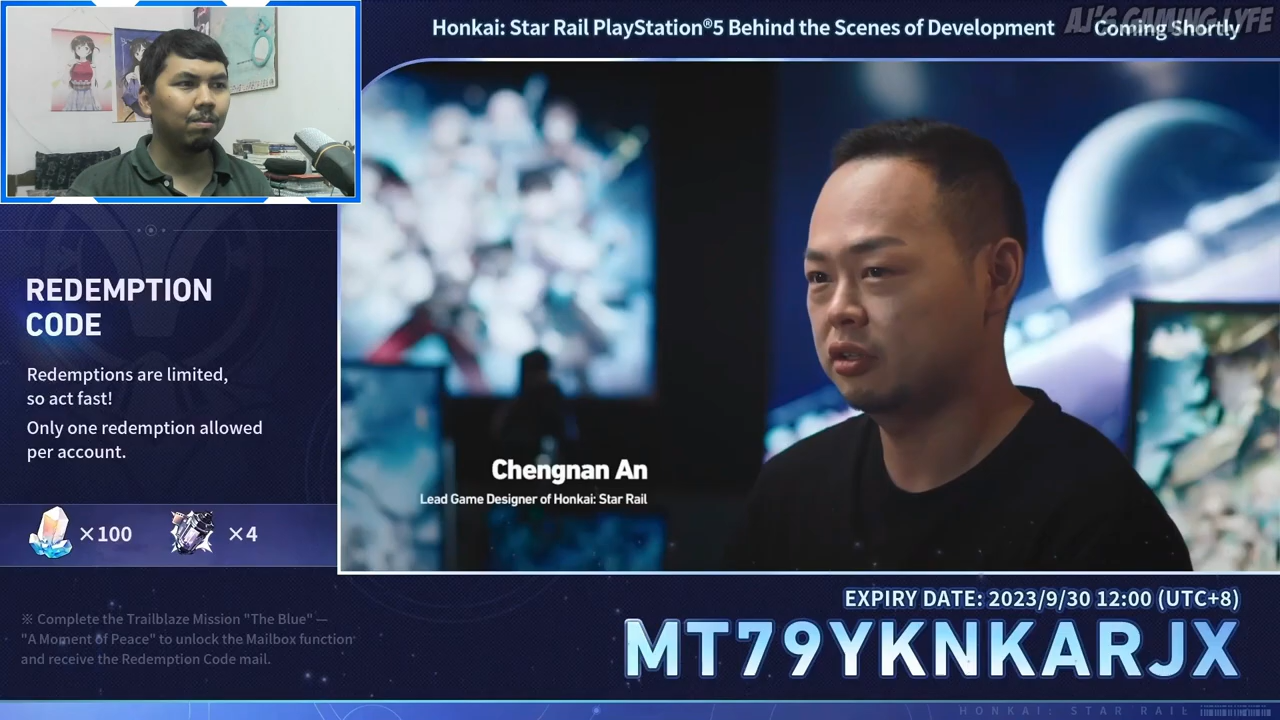 Honkai: Star Rail PlayStation®5 Behind the Scenes of Development
Coming Shortly
AJ'S GAMING LYFE
REDEMPTION
CODE
Redemptions are limited,
so act fast!
Only one redemption allowed
per account.
×100
×4
※ Complete the Trailblaze Mission "The Blue" —
"A Moment of Peace" to unlock the Mailbox function
and receive the Redemption Code mail.
Chengnan An
Lead Game Designer of Honkai: Star Rail
EXPIRY DATE: 2023/9/30 12:00 (UTC+8)
MT79YKNKARJX
HONKAI: STAR RAIL